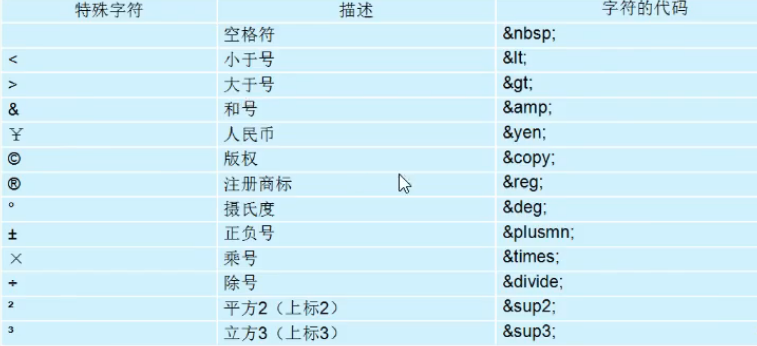 特殊字符 描述 字符的代码
空格符 &nbsp;
< 小于号 &lt;
> 大于号 &gt;
& 和号 &amp;
¥ 人民币 &yen;
© 版权 &copy;
® 注册商标 &reg;
° 摄氏度 &deg;
± 正负号 &plusmn;
× 乘号 &times;
÷ 除号 &divide;
² 平方2（上标2） &sup2;
³ 立方3（上标3） &sup3;